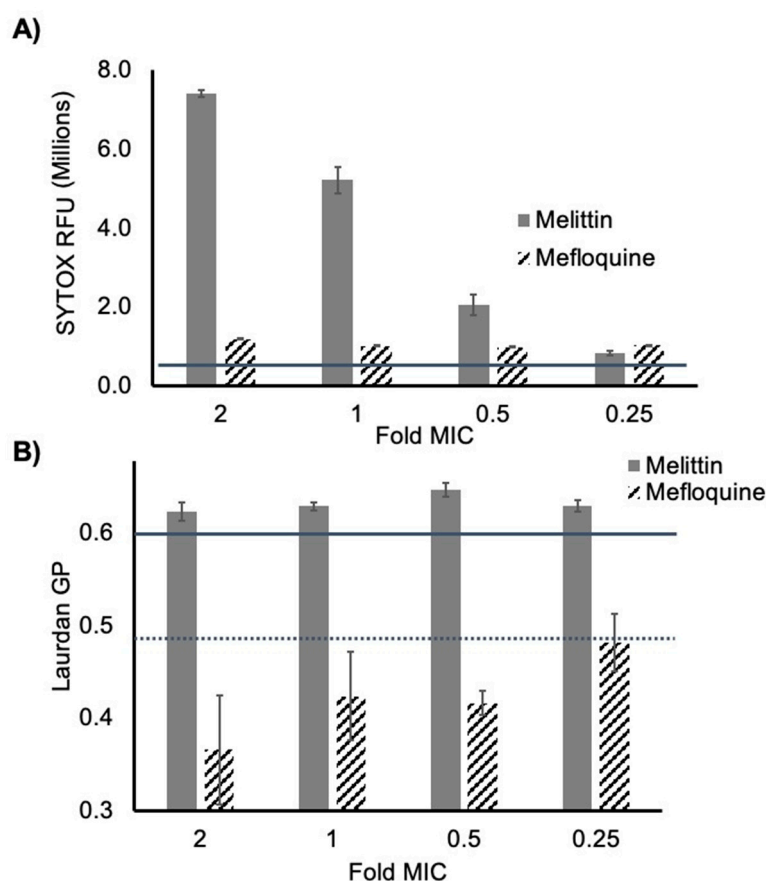 A)
SYTOX RFU (Millions)
8.0
6.0
4.0
2.0
0.0
Melittin
Mefloquine
2 1 0.5 0.25
Fold MIC
B)
Laurdan GP
0.6
0.5
0.4
0.3
Melittin
Mefloquine
2 1 0.5 0.25
Fold MIC